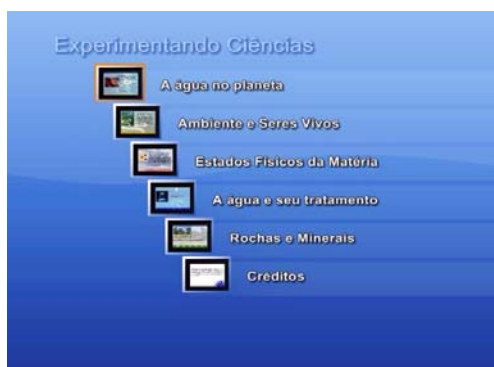 Experimentando Ciências
A água no planeta
Ambiente e Seres Vivos
Estados Físicos da Matéria
A água e seu tratamento
Rochas e Minerais
Créditos